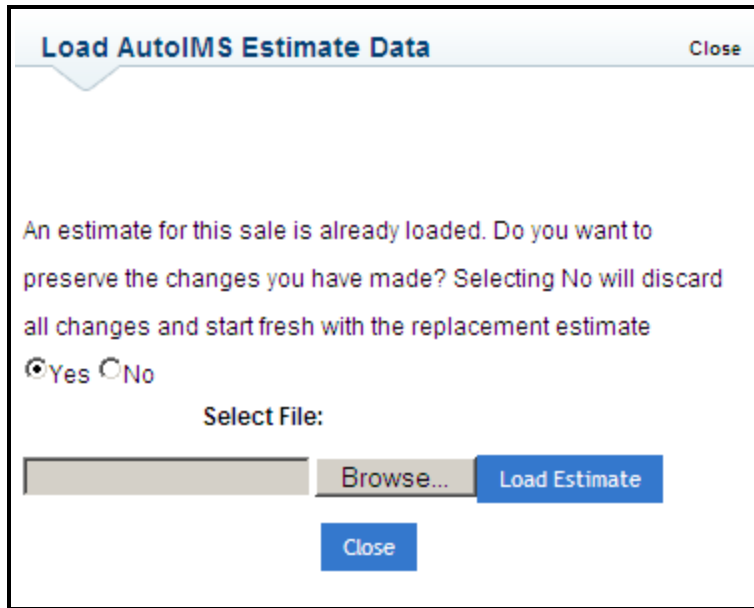 Load AutoIMS Estimate Data
Close
An estimate for this sale is already loaded. Do you want to
preserve the changes you have made? Selecting No will discard
all changes and start fresh with the replacement estimate
Yes No
Select File:
Browse... Load Estimate
Close